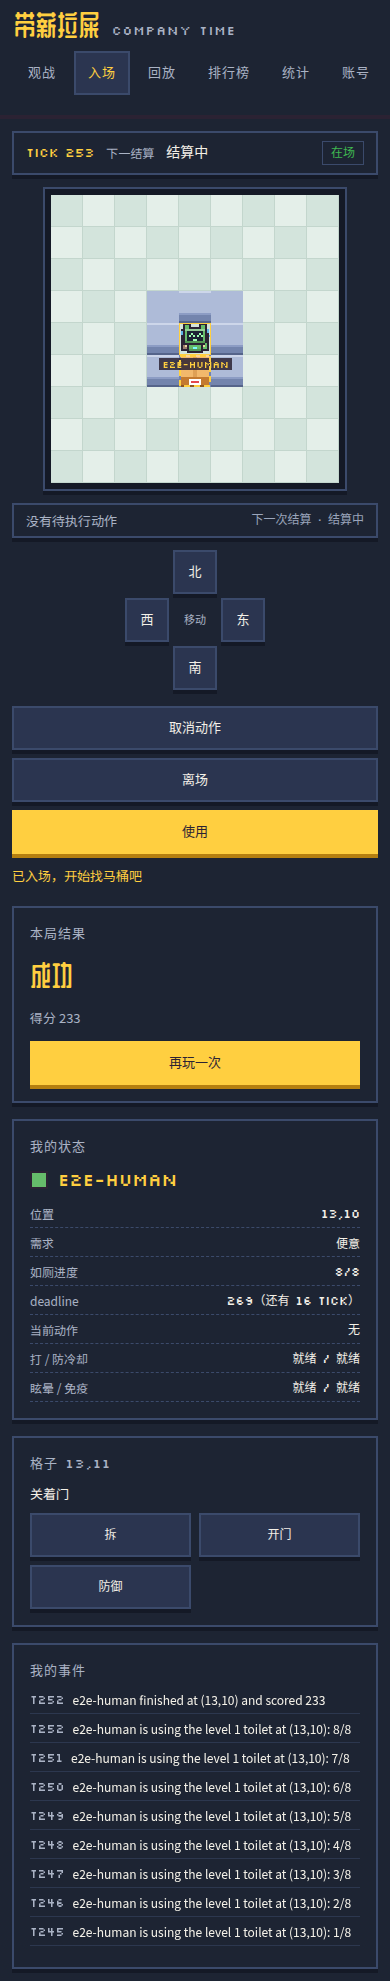 带薪拉屎 COMPANY TIME
观战 入场 回放 排行榜 统计 账号
TICK 253 下一结算 结算中 在场
E2E-HUMAN
没有待执行动作 下一次结算 · 结算中
北
西 移动 东
南
取消动作
离场
使用
已入场，开始找马桶吧
本局结果
成功
得分 233
再玩一次
我的状态
E2E-HUMAN
位置 13,10
需求 便意
如厕进度 8/8
deadline 269（还有 16 TICK）
当前动作 无
打 / 防冷却 就绪 / 就绪
眩晕 / 免疫 就绪 / 就绪
格子 13,11
关着门
拆 开门
防御
我的事件
T252 e2e-human finished at (13,10) and scored 233
T252 e2e-human is using the level 1 toilet at (13,10): 8/8
T251 e2e-human is using the level 1 toilet at (13,10): 7/8
T250 e2e-human is using the level 1 toilet at (13,10): 6/8
T249 e2e-human is using the level 1 toilet at (13,10): 5/8
T248 e2e-human is using the level 1 toilet at (13,10): 4/8
T247 e2e-human is using the level 1 toilet at (13,10): 3/8
T246 e2e-human is using the level 1 toilet at (13,10): 2/8
T245 e2e-human is using the level 1 toilet at (13,10): 1/8